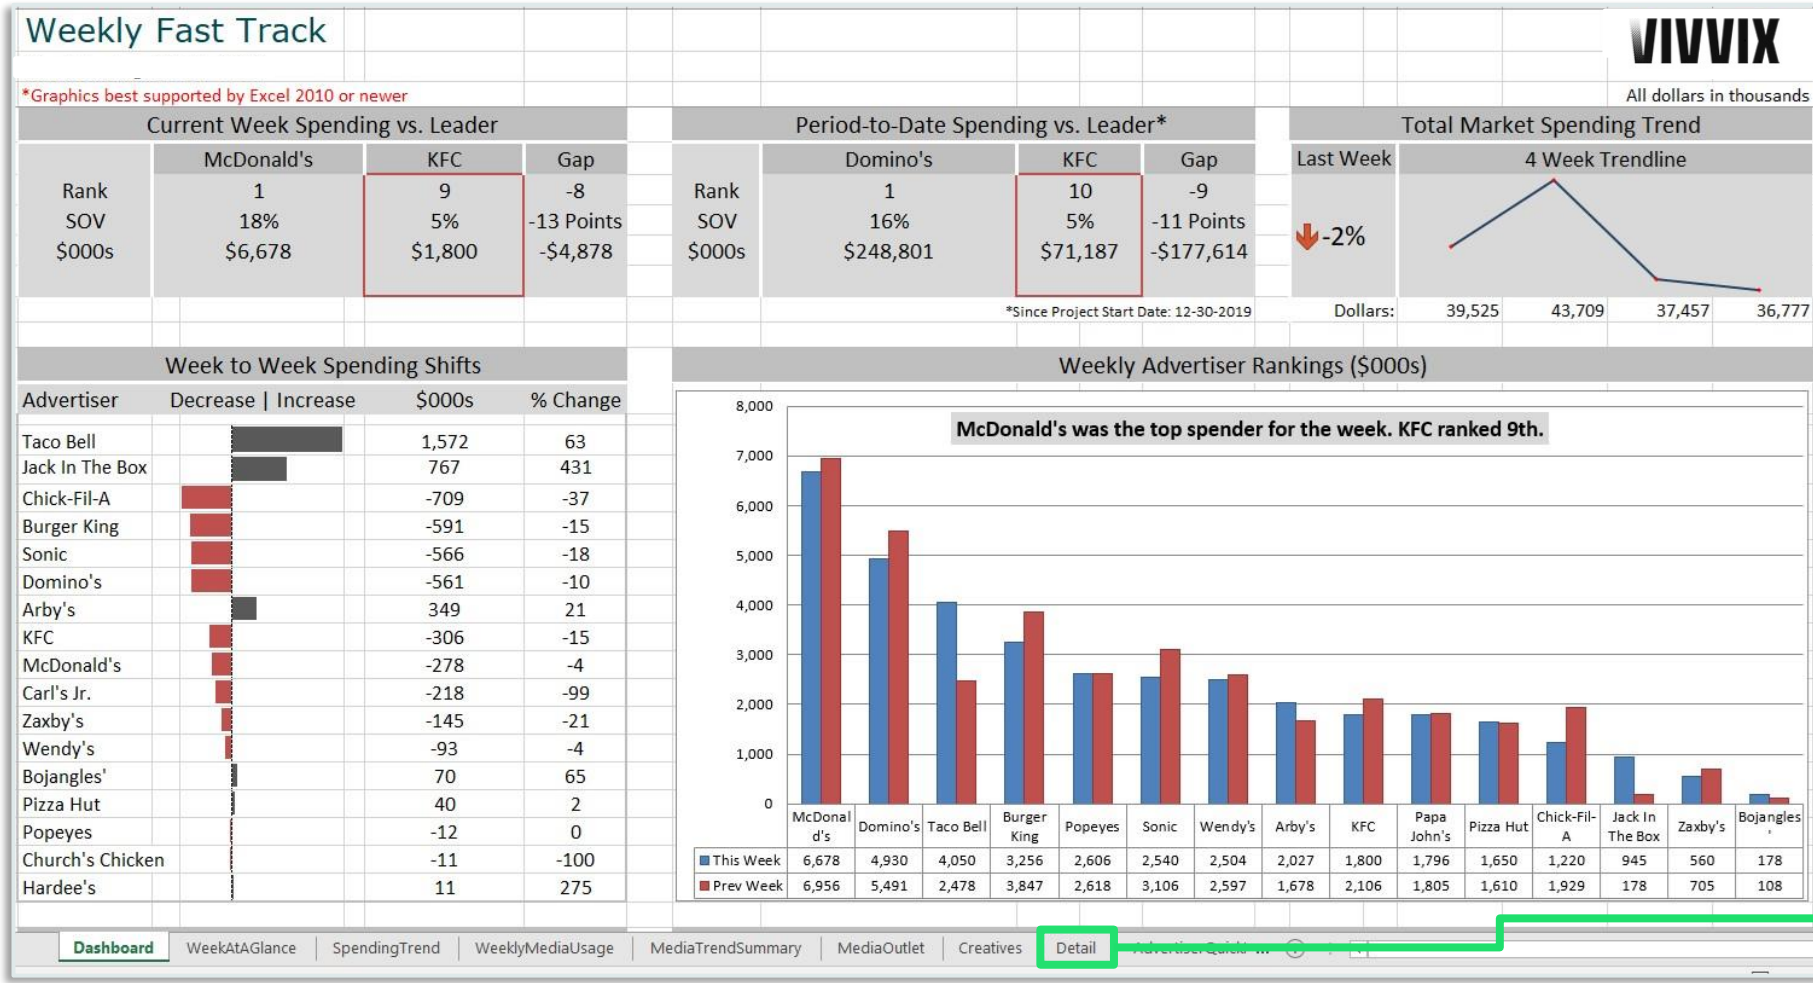 Weekly Fast Track
VIVVIX
*Graphics best supported by Excel 2010 or newer
All dollars in thousands
Current Week Spending vs. Leader
McDonald's KFC Gap
Rank 1 9 -8
SOV 18% 5% -13 Points
$000s $6,678 $1,800 -$4,878
Period-to-Date Spending vs. Leader*
Domino's KFC Gap
Rank 1 10 -9
SOV 16% 5% -11 Points
$000s $248,801 $71,187 -$177,614
*Since Project Start Date: 12-30-2019
Total Market Spending Trend
Last Week 4 Week Trendline
-2%
Dollars: 39,525 43,709 37,457 36,777
Week to Week Spending Shifts
Advertiser Decrease | Increase $000s % Change
Taco Bell 1,572 63
Jack In The Box 767 431
Chick-Fil-A -709 -37
Burger King -591 -15
Sonic -566 -18
Domino's -561 -10
Arby's 349 21
KFC -306 -15
McDonald's -278 -4
Carl's Jr. -218 -99
Zaxby's -145 -21
Wendy's -93 -4
Bojangles' 70 65
Pizza Hut 40 2
Popeyes -12 0
Church's Chicken -11 -100
Hardee's 11 275
Weekly Advertiser Rankings ($000s)
McDonald's was the top spender for the week. KFC ranked 9th.
8,000
7,000
6,000
5,000
4,000
3,000
2,000
1,000
0
McDonal Domino's Taco Bell Burger Popeyes Sonic Wendy's Arby's KFC Papa Pizza Hut Chick-Fil- Jack In Zaxby's Bojangles
d's King John's A The Box '
This Week 6,678 4,930 4,050 3,256 2,606 2,540 2,504 2,027 1,800 1,796 1,650 1,220 945 560 178
Prev Week 6,956 5,491 2,478 3,847 2,618 3,106 2,597 1,678 2,106 1,805 1,610 1,929 178 705 108
Dashboard WeekAtAGlance SpendingTrend WeeklyMediaUsage MediaTrendSummary MediaOutlet Creatives Detail